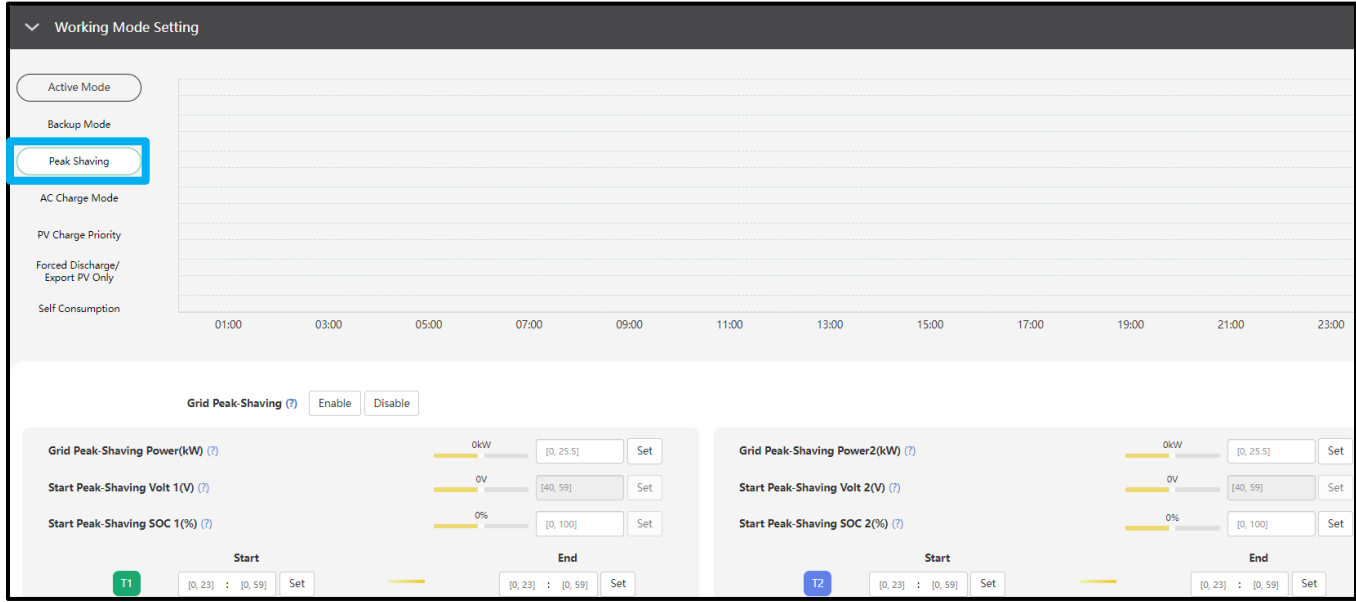 Working Mode Setting
Active Mode
Backup Mode
Peak Shaving
AC Charge Mode
PV Charge Priority
Forced Discharge/
Export PV Only
Self Consumption
01:00 03:00 05:00 07:00 09:00 11:00 13:00 15:00 17:00 19:00 21:00 23:00
Grid Peak-Shaving (?) Enable Disable
Grid Peak-Shaving Power(kW) (?) 0kW [0, 25.5] Set
Start Peak-Shaving Volt 1(V) (?) 0V [40, 59] Set
Start Peak-Shaving SOC 1(%) (?) 0% [0, 100] Set
Start End
T1 [0, 23] : [0, 59] Set [0, 23] : [0, 59] Set
Grid Peak-Shaving Power2(kW) (?) 0kW [0, 25.5] Set
Start Peak-Shaving Volt 2(V) (?) 0V [40, 59] Set
Start Peak-Shaving SOC 2(%) (?) 0% [0, 100] Set
Start End
T2 [0, 23] : [0, 59] Set [0, 23] : [0, 59] Set